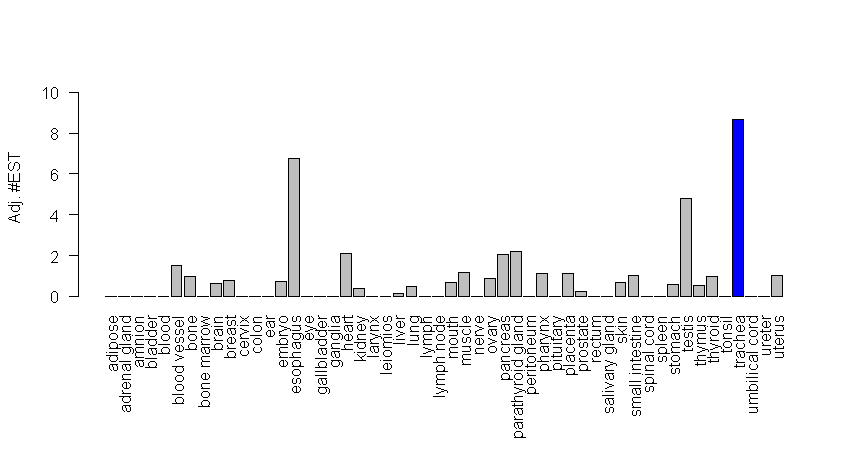 Adj. #EST
10
8
6
4
2
0
adipose
adrenal gland
amnion
bladder
blood
blood vessel
bone
bone marrow
brain
breast
cervix
colon
ear
embryo
esophagus
eye
gallbladder
ganglia
heart
kidney
larynx
leiomios
liver
lung
lymph
lymph node
mouth
muscle
nerve
ovary
pancreas
parathyroid gland
peritoneum
pharynx
pituitary
placenta
prostate
rectum
salivary gland
skin
small intestine
spinal cord
spleen
stomach
testis
thymus
thyroid
tonsil
trachea
umbilical cord
ureter
uterus